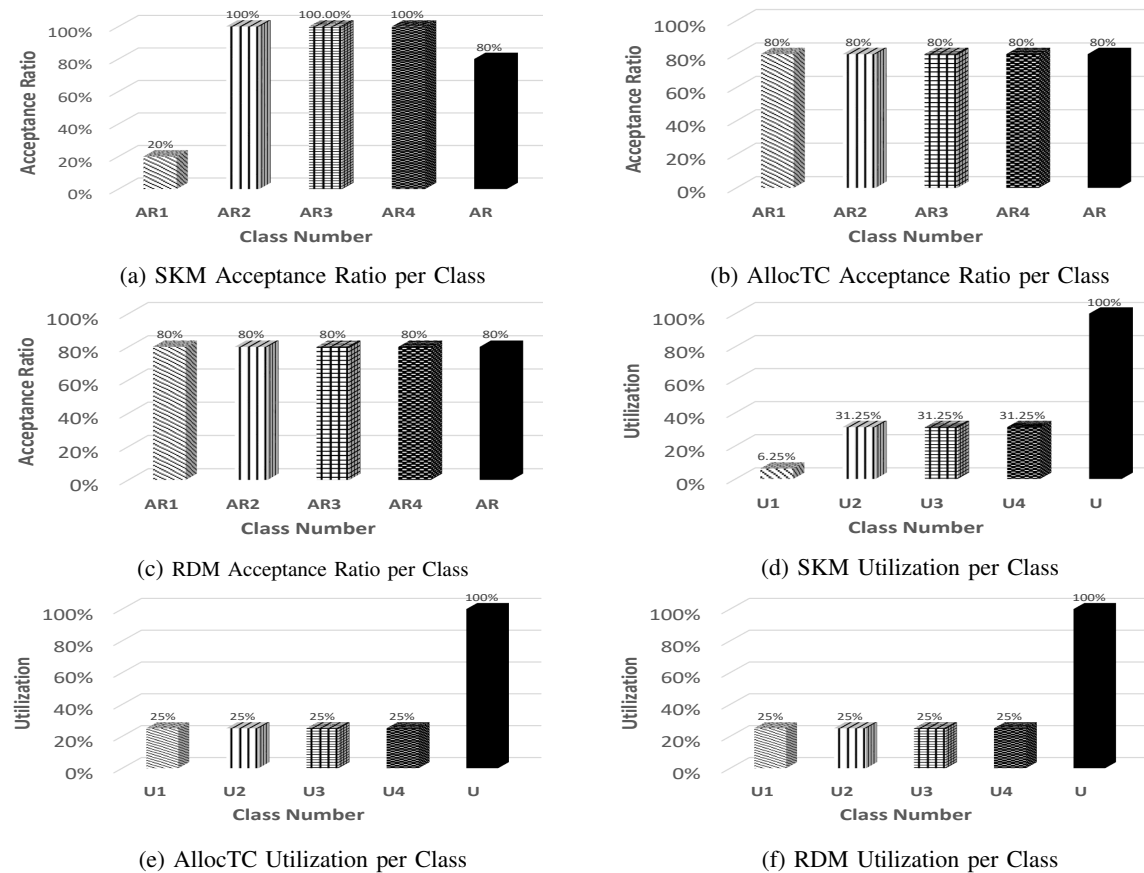 100%
100.00%
100%
80%
20%
100%
80%
60%
40%
20%
0%
Acceptance Ratio
AR1 AR2 AR3 AR4 AR
Class Number
(a) SKM Acceptance Ratio per Class
80% 80% 80% 80% 80%
100%
80%
60%
40%
20%
0%
Acceptance Ratio
AR1 AR2 AR3 AR4 AR
Class Number
(b) AllocTC Acceptance Ratio per Class
80% 80% 80% 80% 80%
100%
80%
60%
40%
20%
0%
Acceptance Ratio
AR1 AR2 AR3 AR4 AR
Class Number
(c) RDM Acceptance Ratio per Class
6.25% 31.25% 31.25% 31.25% 100%
100%
80%
60%
40%
20%
0%
Utilization
U1 U2 U3 U4 U
Class Number
(d) SKM Utilization per Class
25% 25% 25% 25% 100%
100%
80%
60%
40%
20%
0%
Utilization
U1 U2 U3 U4 U
Class Number
(e) AllocTC Utilization per Class
25% 25% 25% 25% 100%
100%
80%
60%
40%
20%
0%
Utilization
U1 U2 U3 U4 U
Class Number
(f) RDM Utilization per Class